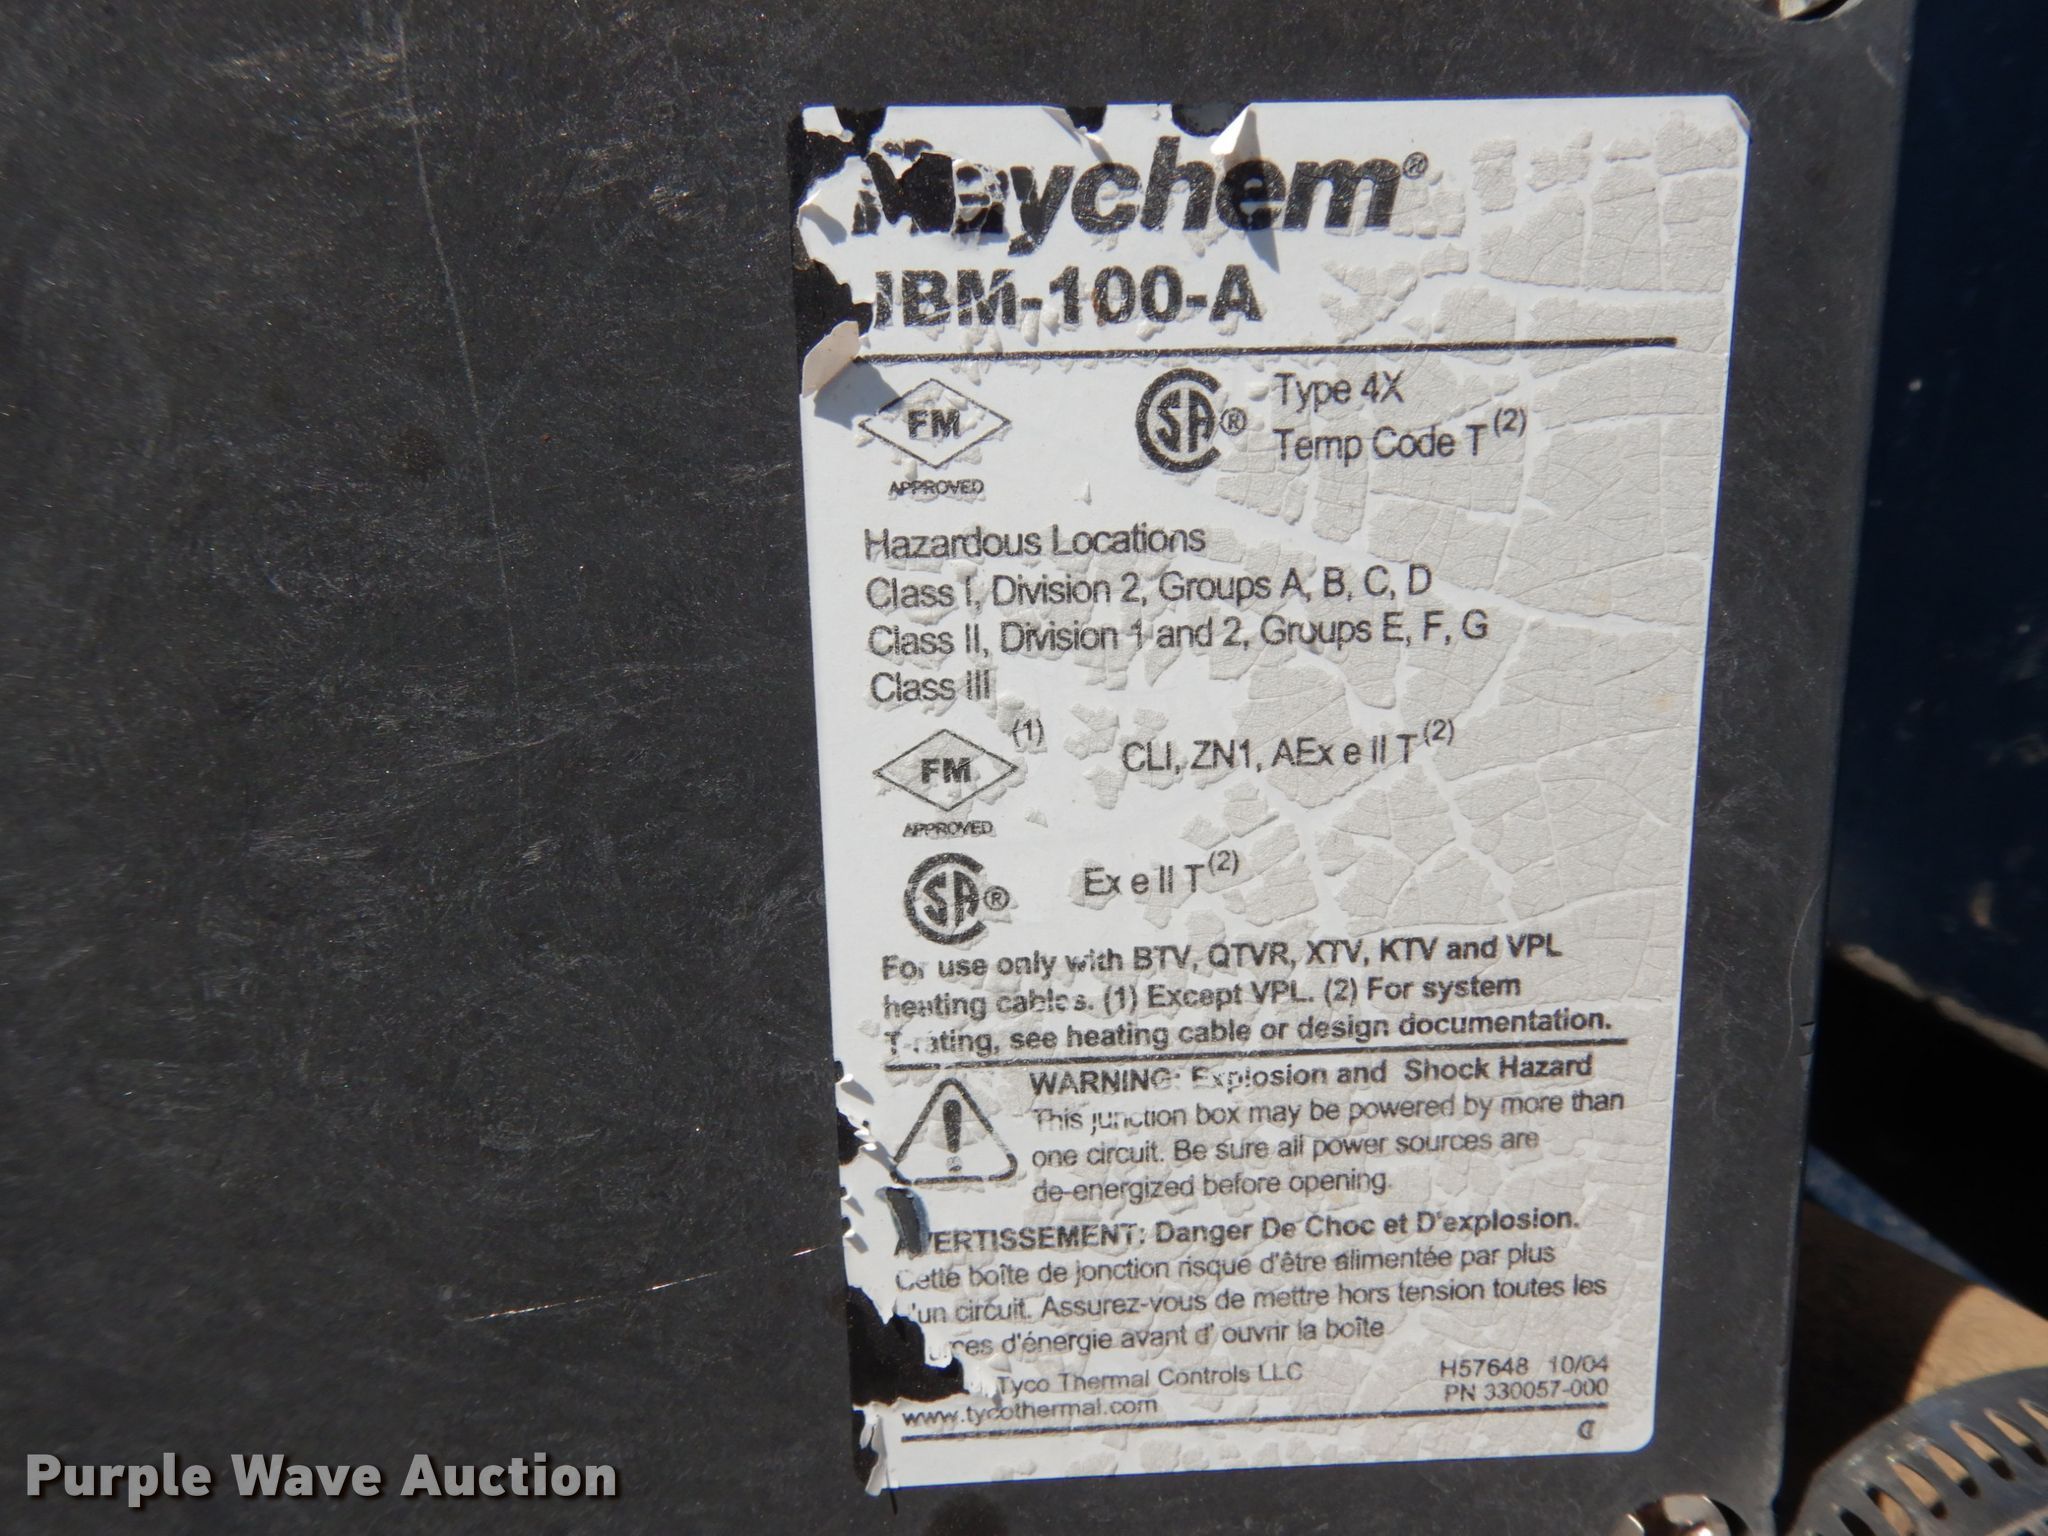 Raychem®
JBM-100-A
FM
APPROVED
CSA ®
Type 4X
Temp Code T(2)
Hazardous Locations
Class I, Division 2, Groups A, B, C, D
Class II, Division 1 and 2, Groups E, F, G
Class III
FM (1)
APPROVED
CLI, ZN1, AEx e II T(2)
CSA ®
Ex e II T(2)
For use only with BTV, QTVR, XTV, KTV and VPL
heating cables. (1) Except VPL. (2) For system
T-rating, see heating cable or design documentation.
WARNING: Explosion and Shock Hazard
This junction box may be powered by more than
one circuit. Be sure all power sources are
de-energized before opening.
AVERTISSEMENT: Danger De Choc et D'explosion.
Cette boîte de jonction risque d'être alimentée par plus
d'un circuit. Assurez-vous de mettre hors tension toutes les
sources d'énergie avant d' ouvrir la boîte
Tyco Thermal Controls LLC
www.tycothermal.com
H57648 10/04
PN 330057-000
Purple Wave Auction